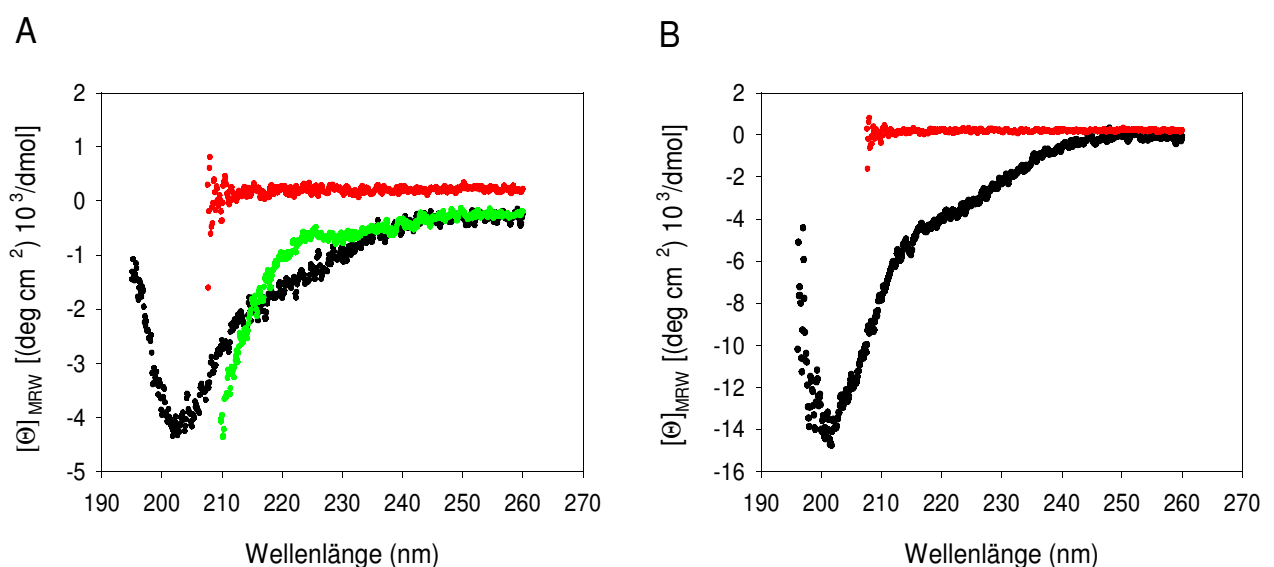 A
B
2
1
0
-1
-2
-3
-4
-5
[Θ] MRW [(deg cm 2) 10 3/dmol]
190 200 210 220 230 240 250 260 270
Wellenlänge (nm)
2
0
-2
-4
-6
-8
-10
-12
-14
-16
[Θ]MRW [(deg cm 2) 10 3/dmol]
190 200 210 220 230 240 250 260 270
Wellenlänge (nm)